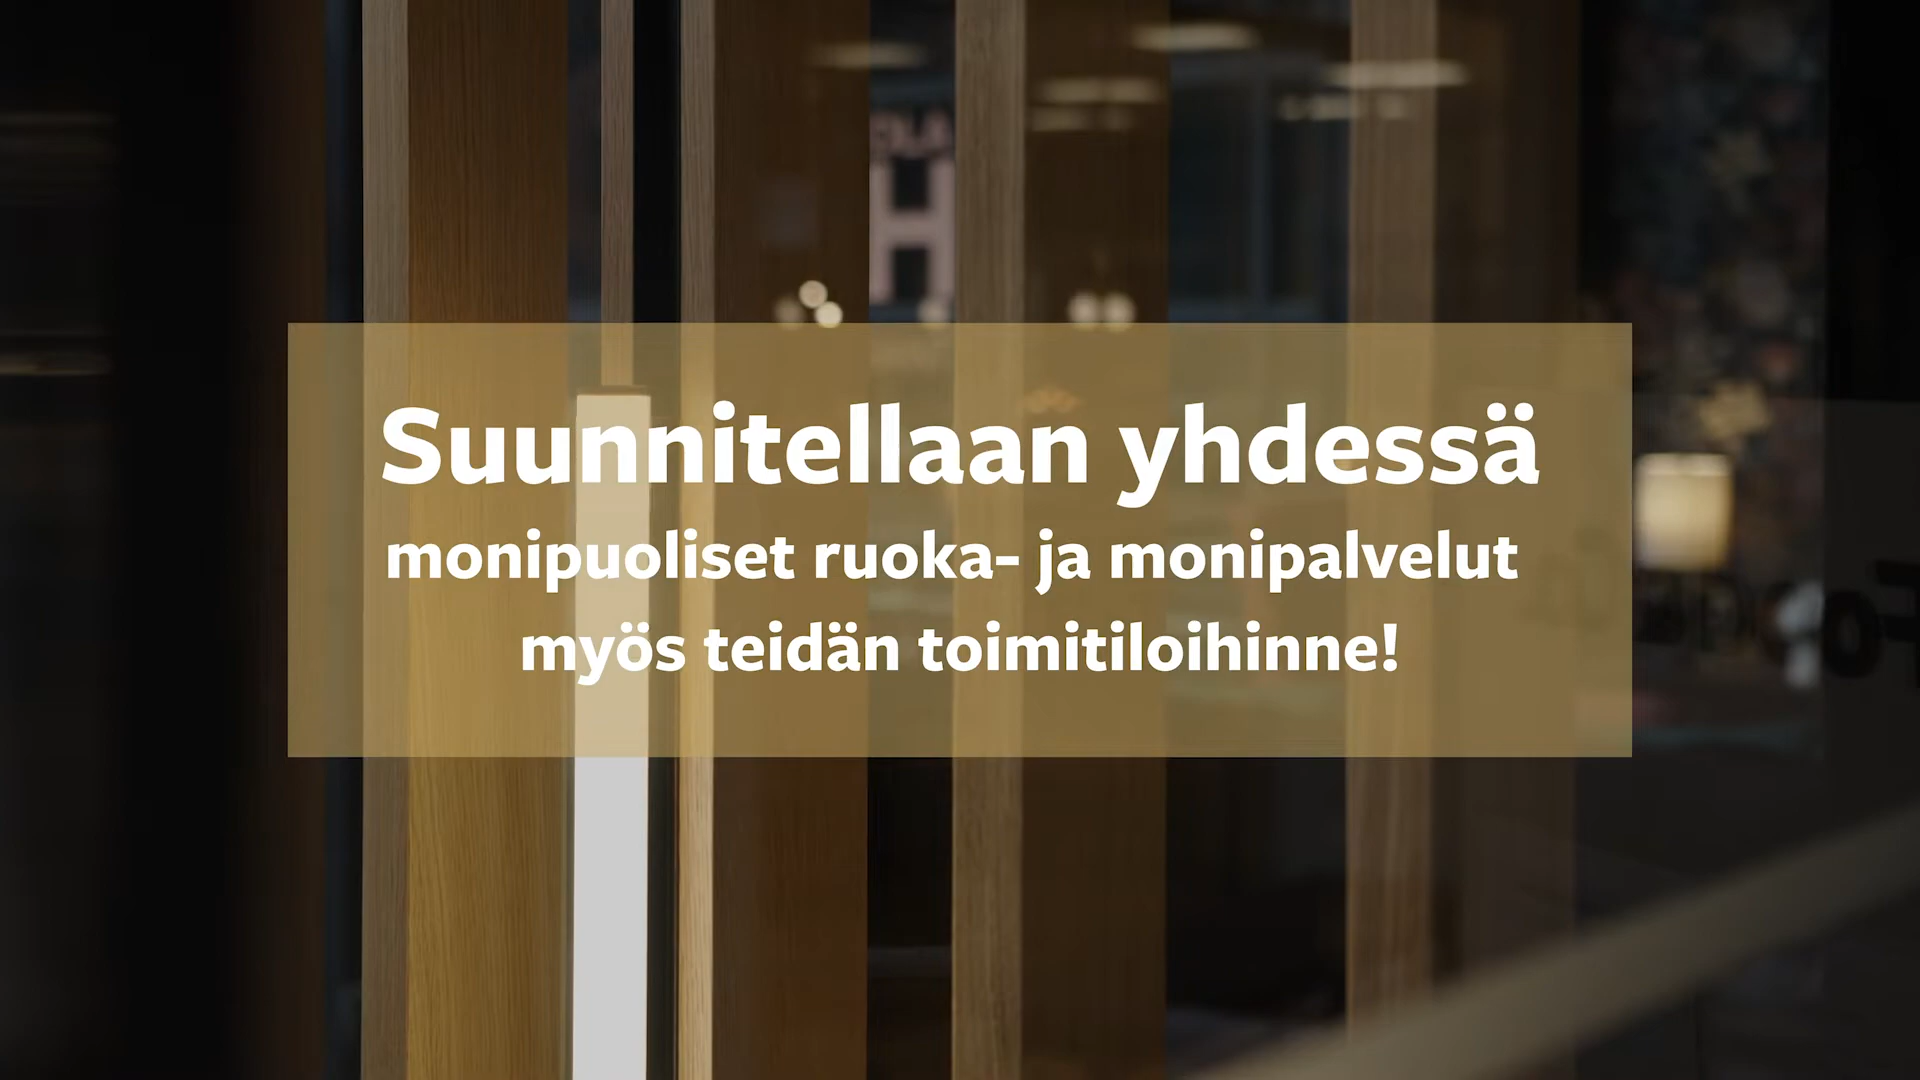 Suunnitellaan yhdessä
monipuoliset ruoka- ja monipalvelut
myös teidän toimitiloihinne!